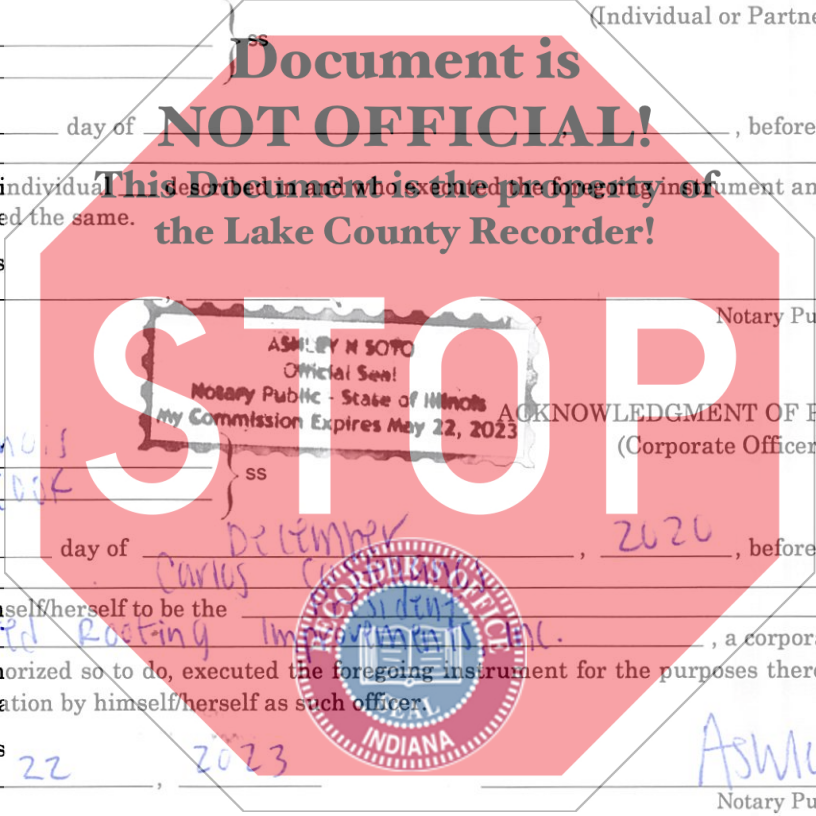 (Individual or Partne
ss
Document is
NOT OFFICIAL!
day of , , before
This Document is the property of
individual described in and who executed the foregoing instrument an
ed the same.
the Lake County Recorder!
s
,
STOP
Notary Pu
ASHLEY N SOTO
Official Seal
Notary Public - State of Illinois
My Commission Expires May 22, 2023
ACKNOWLEDGMENT OF P
(Corporate Officer
nois
ook
ss
day of December , 2020 , before
Carlos
self/herself to be the
ed Roofing Improvements Inc. , a corpora
RECORDER'S OFFICE
SEAL
INDIANA
orized so to do, executed the foregoing instrument for the purposes there
ation by himself/herself as such officer.
s
22 , 2023
Notary Pu